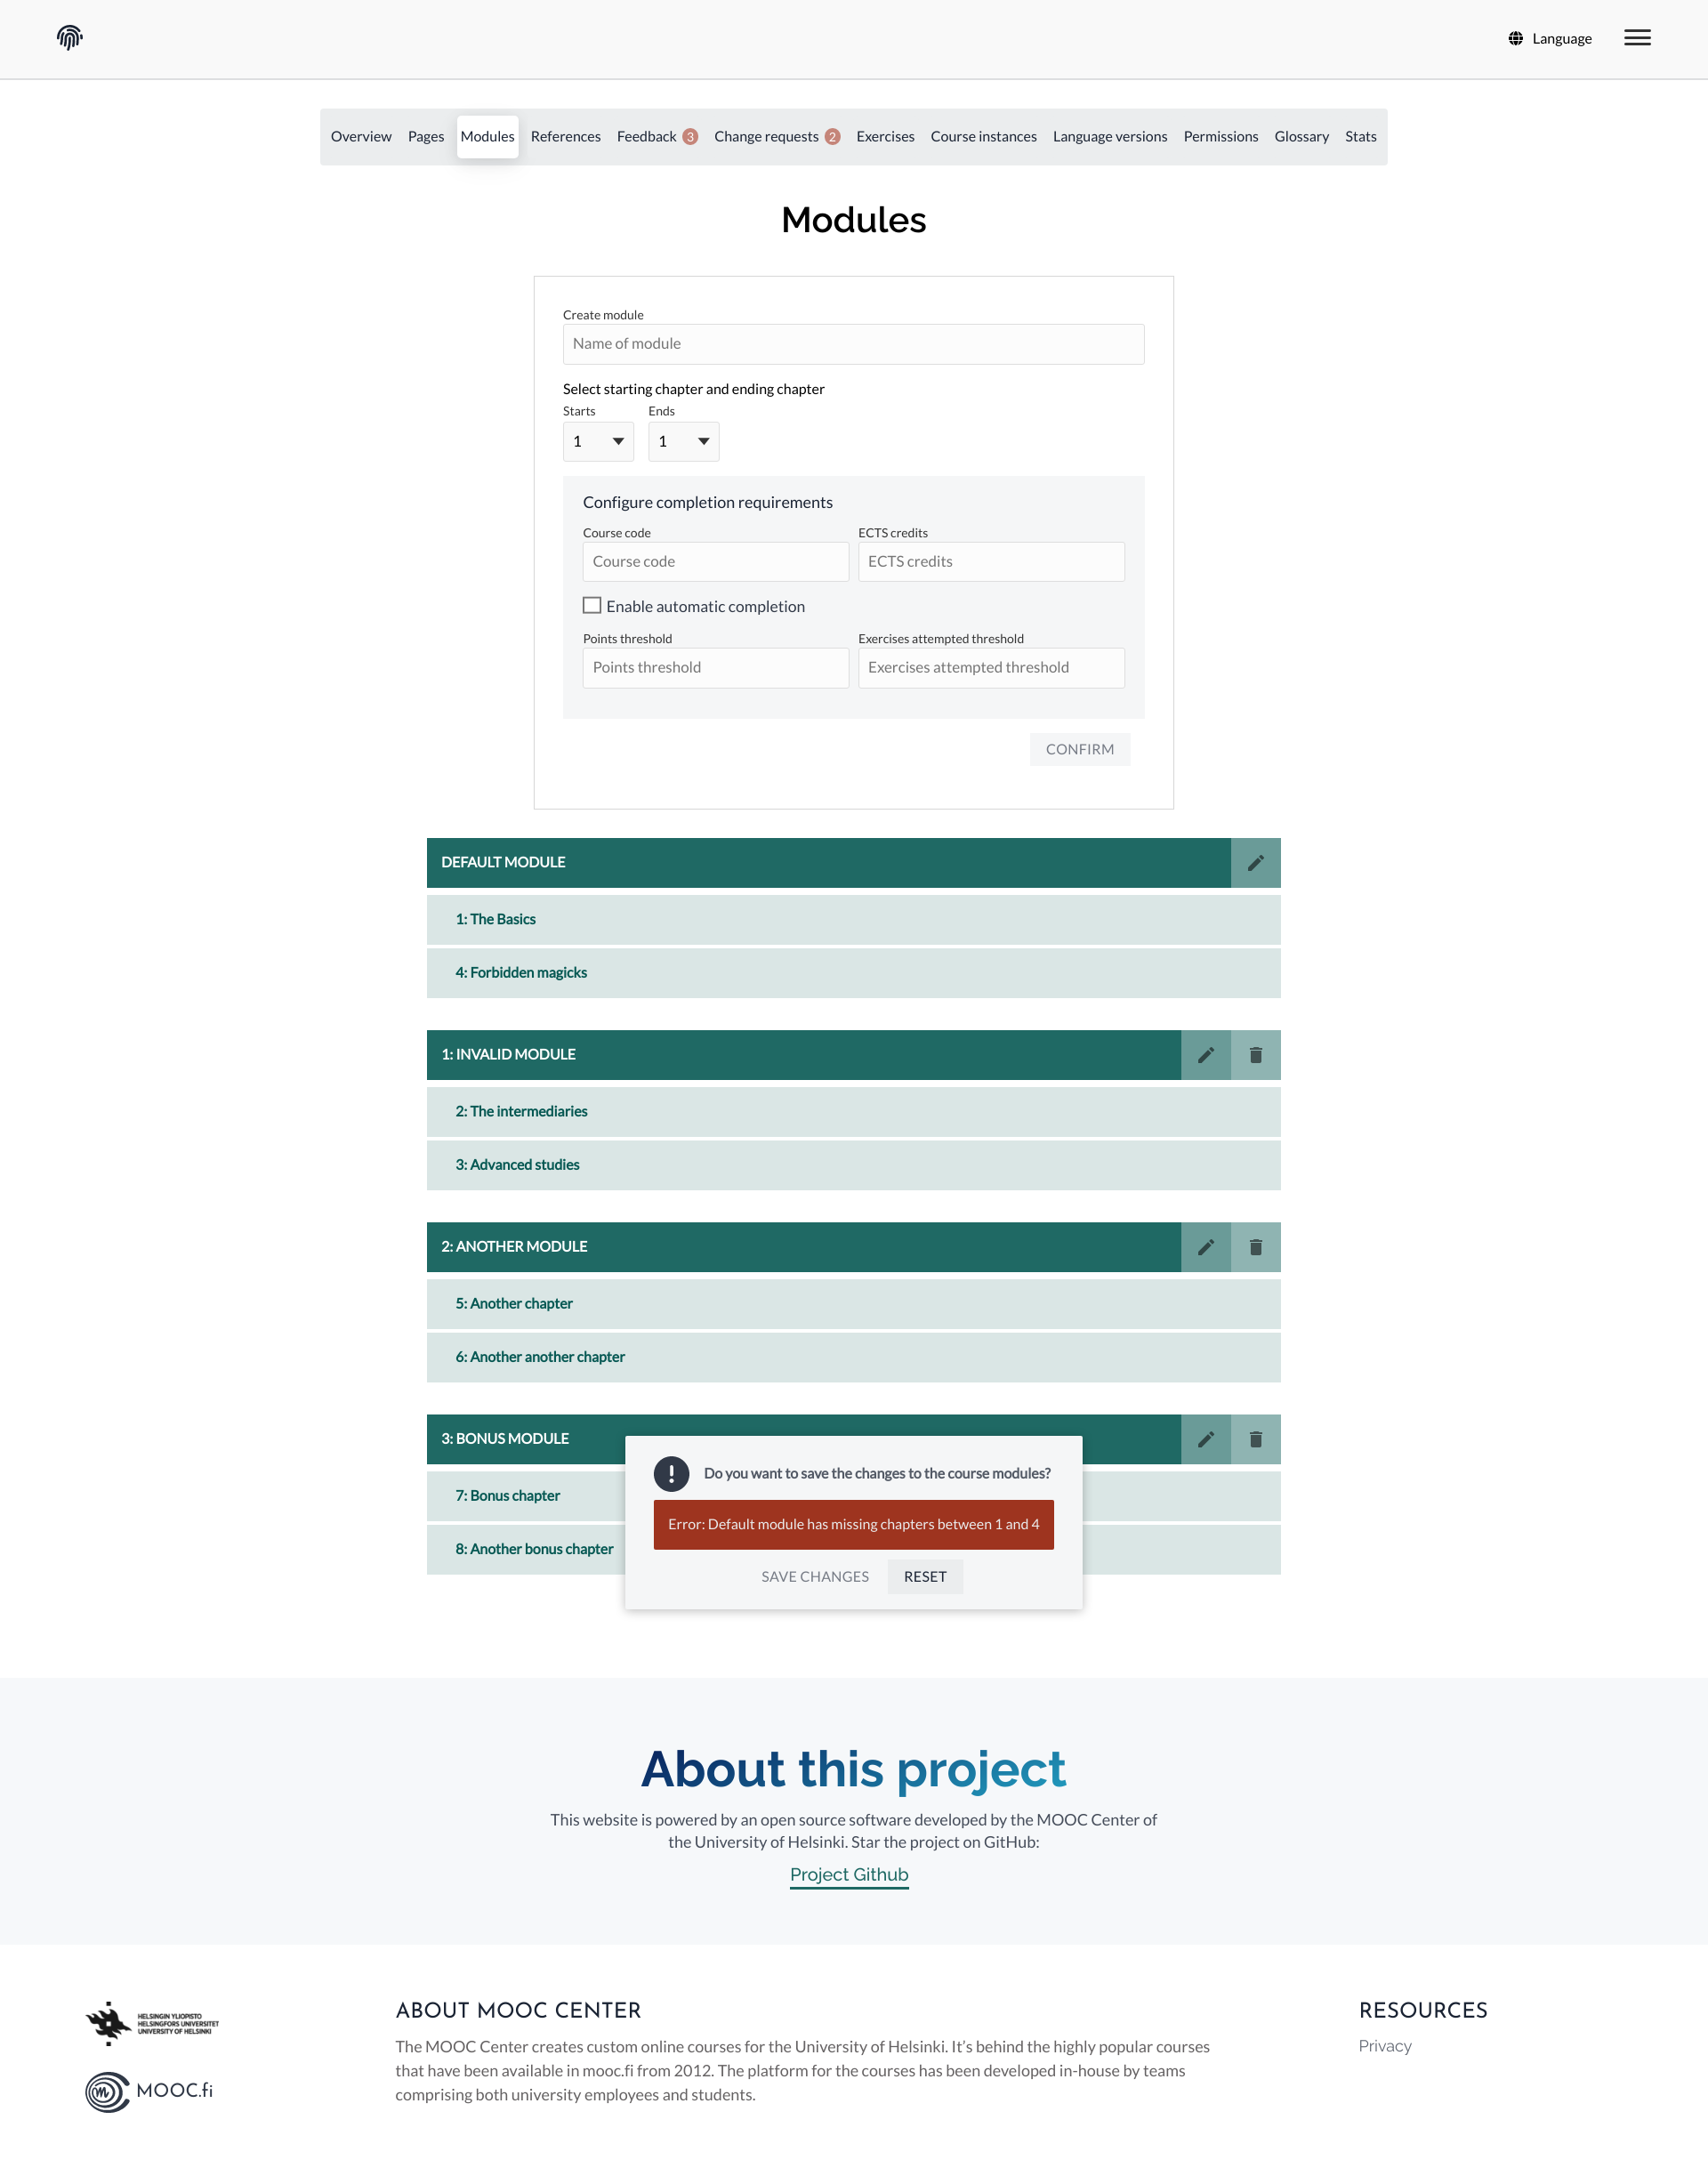 Language
Overview Pages Modules References Feedback 3 Change requests 2 Exercises Course instances Language versions Permissions Glossary Stats
Modules
Create module
Name of module
Select starting chapter and ending chapter
Starts Ends
1 1
Configure completion requirements
Course code ECTS credits
Course code ECTS credits
Enable automatic completion
Points threshold Exercises attempted threshold
Points threshold Exercises attempted threshold
CONFIRM
DEFAULT MODULE
1: The Basics
4: Forbidden magicks
1: INVALID MODULE
2: The intermediaries
3: Advanced studies
2: ANOTHER MODULE
5: Another chapter
6: Another another chapter
3: BONUS MODULE
7: Bonus chapter
8: Another bonus chapter
Do you want to save the changes to the course modules?
Error: Default module has missing chapters between 1 and 4
SAVE CHANGES RESET
About this project
This website is powered by an open source software developed by the MOOC Center of
the University of Helsinki. Star the project on GitHub:
Project Github
HELSINGIN YLIOPISTO
HELSINGFORS UNIVERSITET
UNIVERSITY OF HELSINKI
MOOC.fi
ABOUT MOOC CENTER
The MOOC Center creates custom online courses for the University of Helsinki. It’s behind the highly popular courses
that have been available in mooc.fi from 2012. The platform for the courses has been developed in-house by teams
comprising both university employees and students.
RESOURCES
Privacy